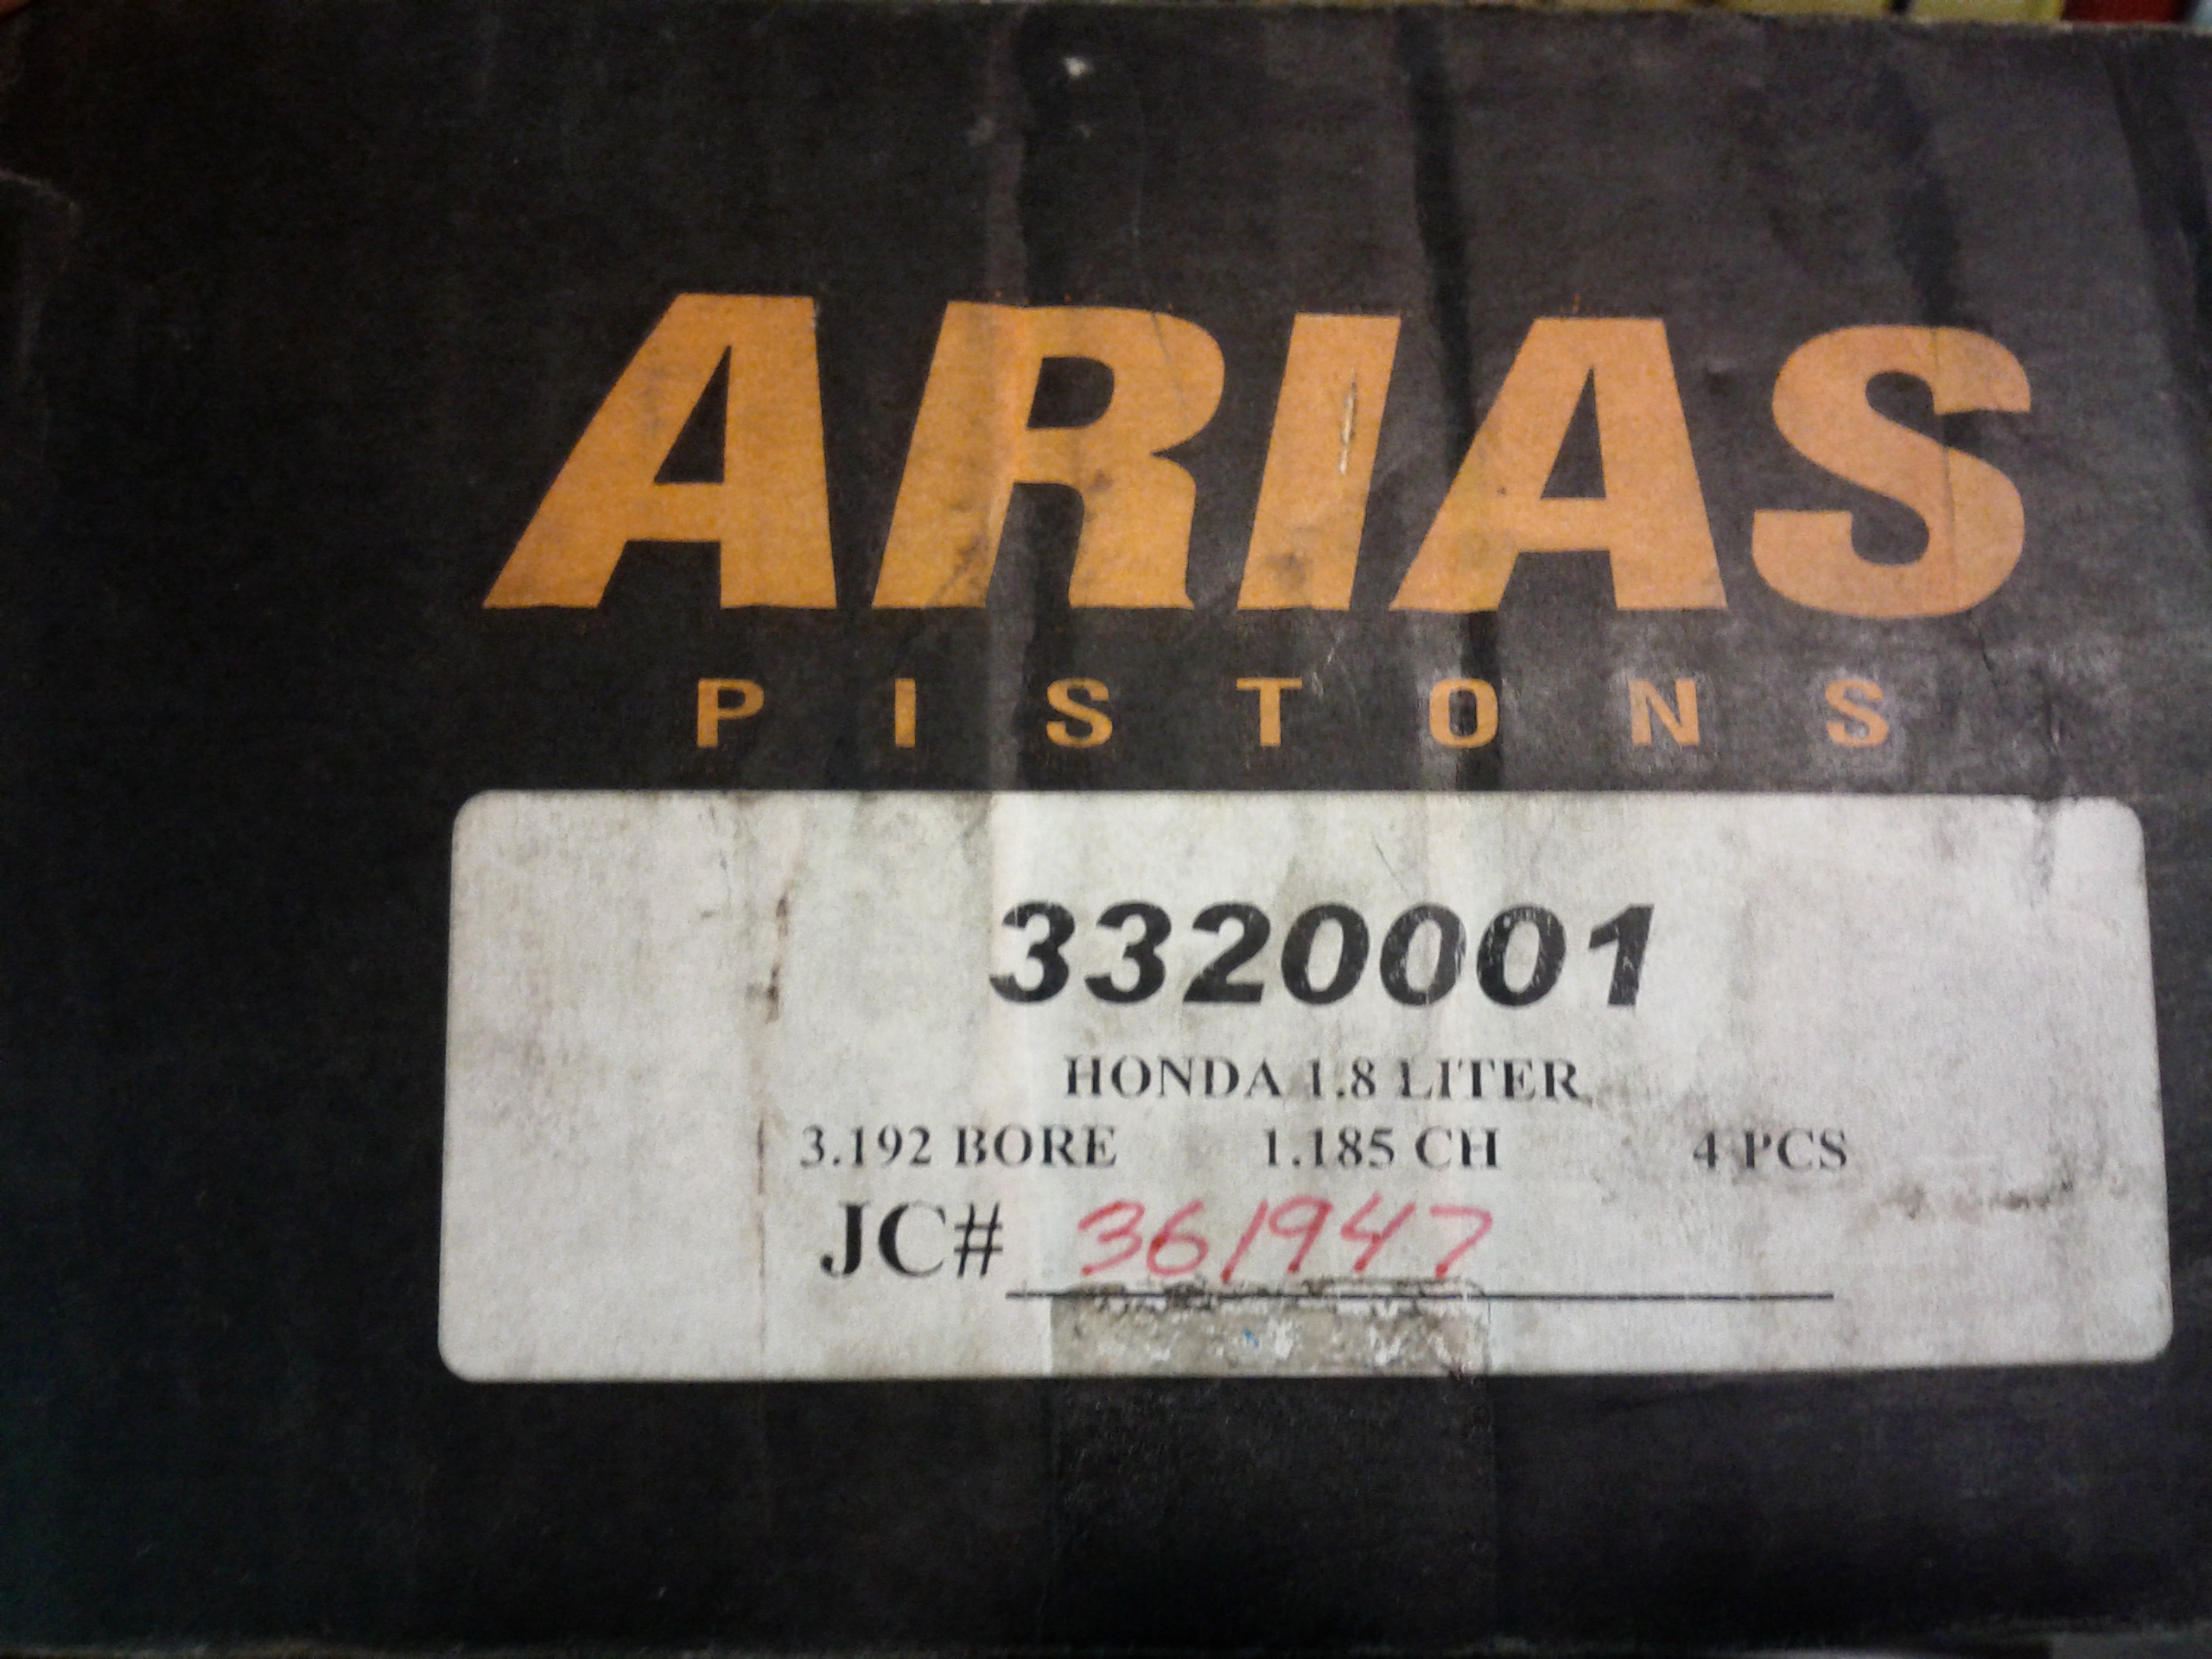 ARIAS
PISTONS
3320001
HONDA 1.8 LITER
3.192 BORE 1.185 CH 4 PCS
JC# 361947